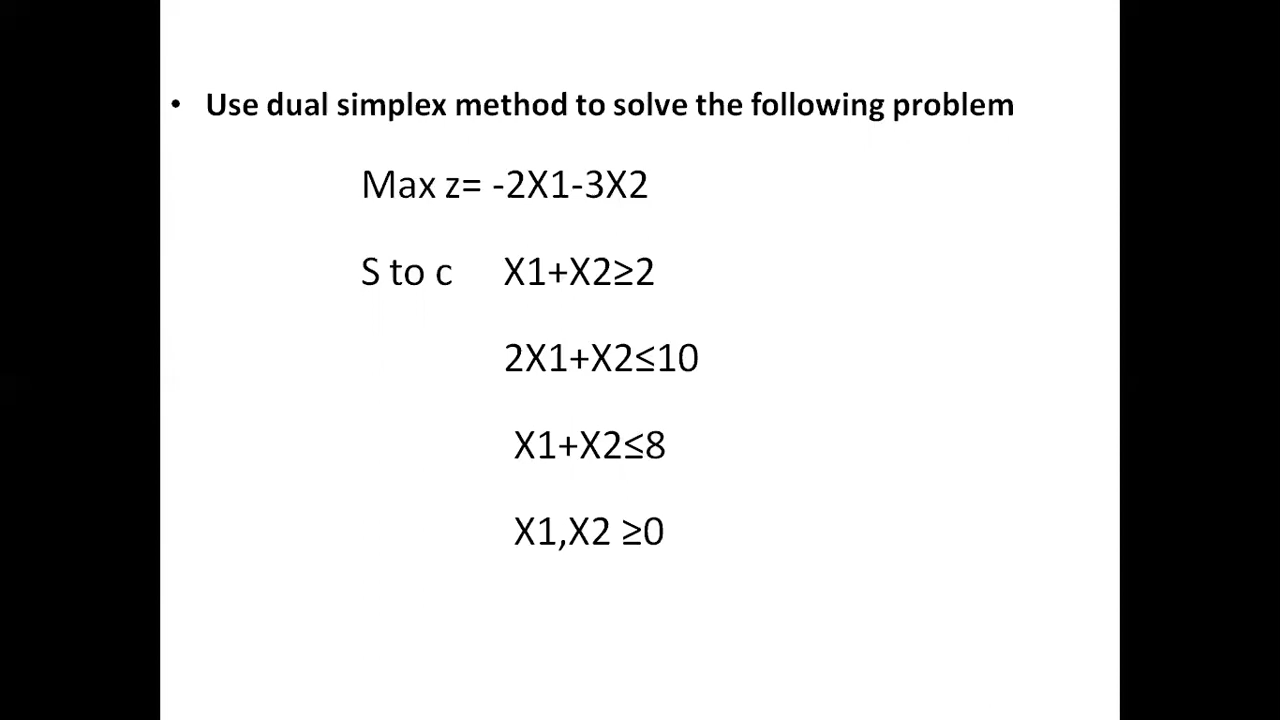 • Use dual simplex method to solve the following problem
Max z= -2X1-3X2
S to c X1+X2≥2
2X1+X2≤10
X1+X2≤8
X1,X2 ≥0